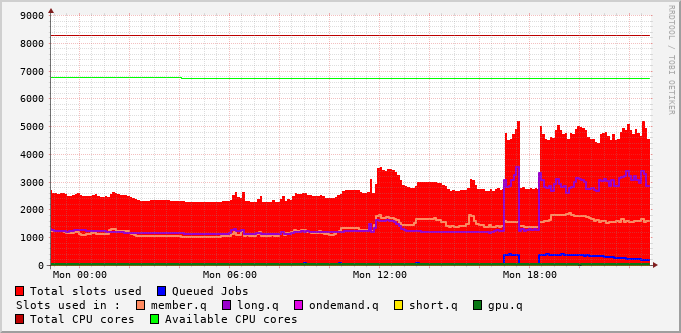 9000
8000
7000
6000
5000
4000
3000
2000
1000
0
Mon 00:00 Mon 06:00 Mon 12:00 Mon 18:00
Total slots used Queued Jobs
Slots used in : member.q long.q ondemand.q short.q gpu.q
Total CPU cores Available CPU cores
RRDTOOL / TOBI OETIKER